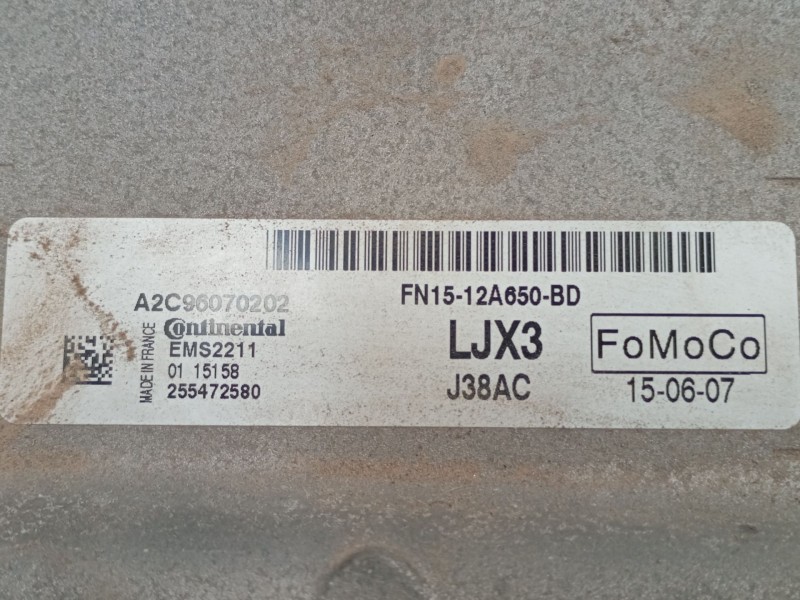 FN15-12A650-BD
A2C96070202
Continental
MADE IN FRANCE
EMS2211
01 15158
255472580
LJX3
J38AC
FoMoCo
15-06-07